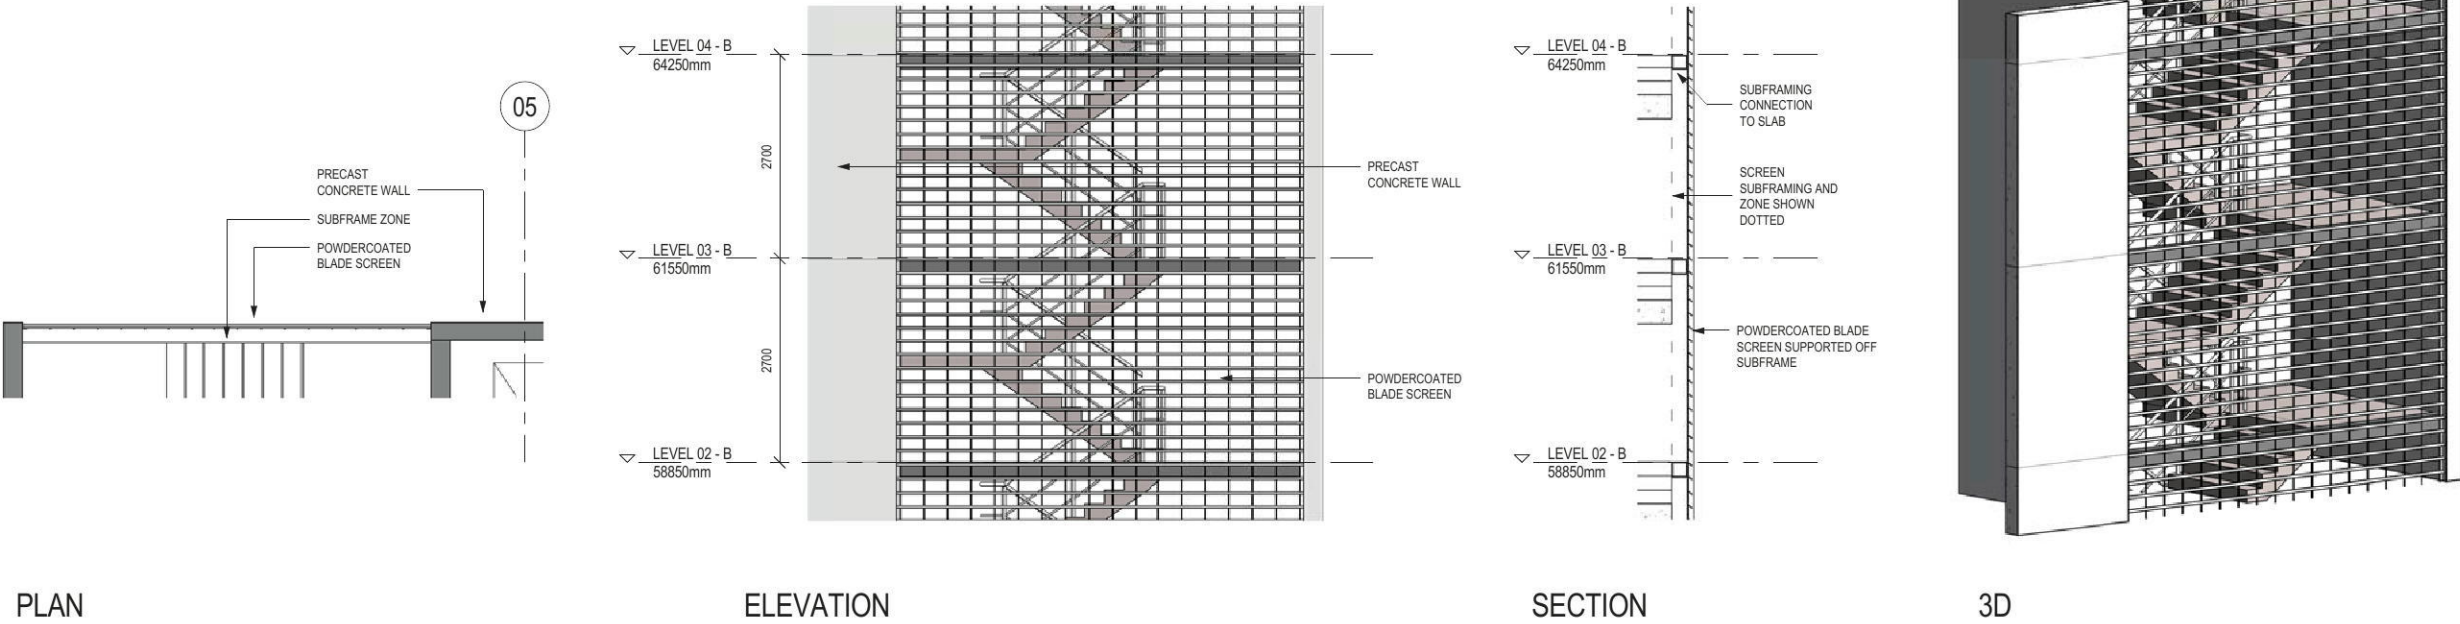 05
PRECAST
CONCRETE WALL
SUBFRAME ZONE
POWDERCOATED
BLADE SCREEN
PLAN
LEVEL 04 - B
64250mm
2700
LEVEL 03 - B
61550mm
2700
LEVEL 02 - B
58850mm
PRECAST
CONCRETE WALL
POWDERCOATED
BLADE SCREEN
ELEVATION
LEVEL 04 - B
64250mm
SUBFRAMING
CONNECTION
TO SLAB
SCREEN
SUBFRAMING AND
ZONE SHOWN
DOTTED
LEVEL 03 - B
61550mm
POWDERCOATED BLADE
SCREEN SUPPORTED OFF
SUBFRAME
LEVEL 02 - B
58850mm
SECTION
3D